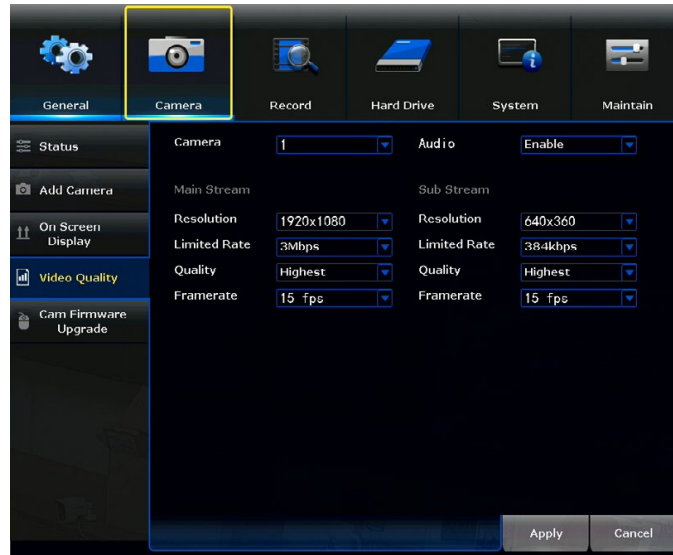 General Camera Record Hard Drive System Maintain
Status
Add Camera
On Screen
Display
Video Quality
Cam Firmware
Upgrade
Camera 1 Audio Enable
Main Stream Sub Stream
Resolution 1920x1080 Resolution 640x360
Limited Rate 3Mbps Limited Rate 384kbps
Quality Highest Quality Highest
Framerate 15 fps Framerate 15 fps
Apply Cancel